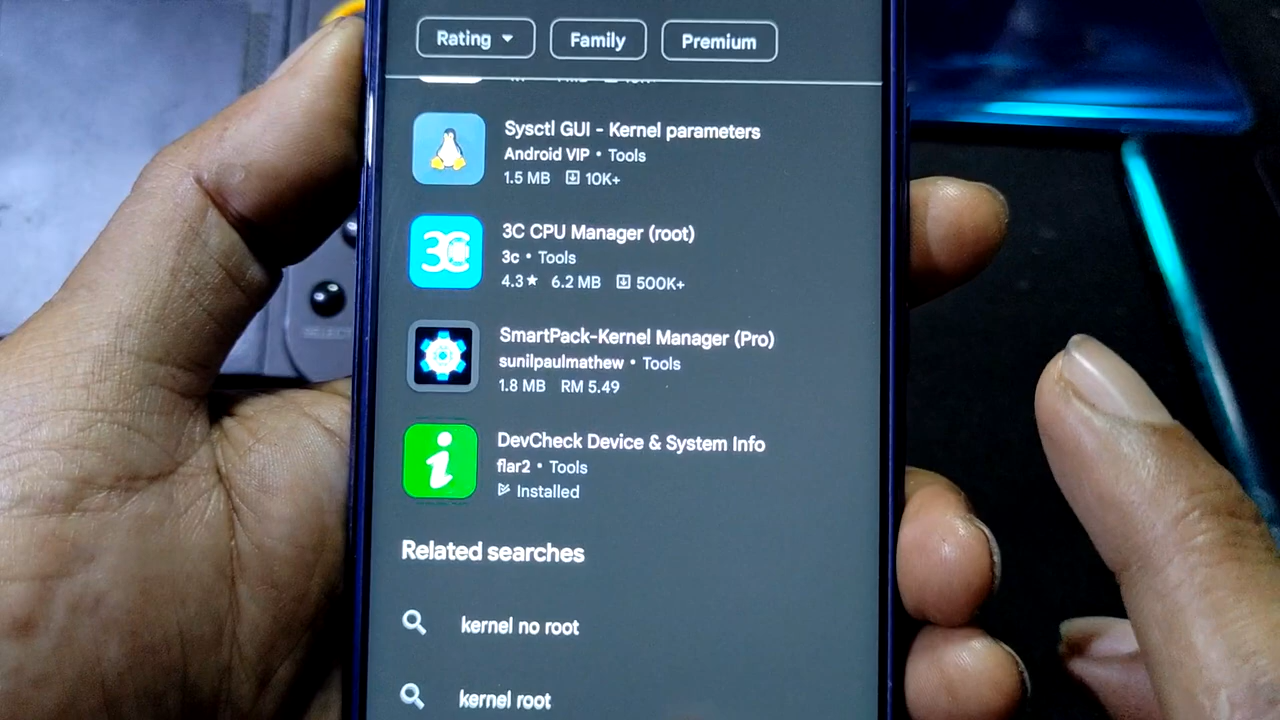 Rating
Family
Premium
Sysctl GUI - Kernel parameters
Android VIP • Tools
1.5 MB 10K+
3C
3C CPU Manager (root)
3c • Tools
4.3★ 6.2 MB 500K+
SmartPack-Kernel Manager (Pro)
sunilpaulmathew • Tools
1.8 MB RM 5.49
i
DevCheck Device & System Info
flar2 • Tools
Installed
Related searches
kernel no root
kernel root